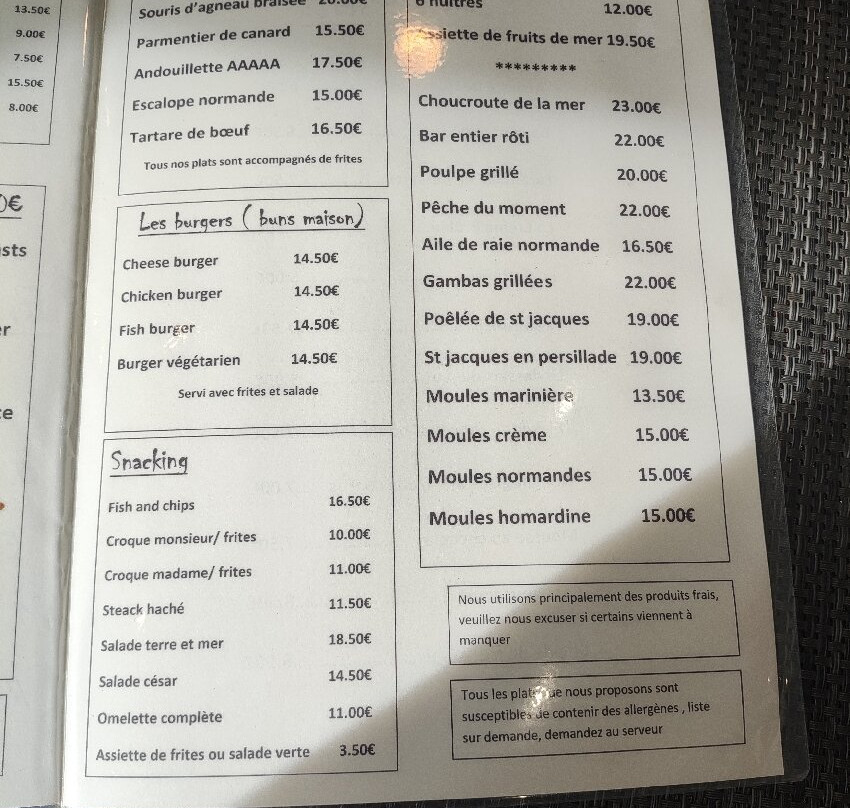 13.50€
9.00€
7.50€
15.50€
8.00€
€
Souris d'agneau braisée 20.00€
Parmentier de canard 15.50€
Andouillette AAAAA 17.50€
Escalope normande 15.00€
Tartare de bœuf 16.50€
Tous nos plats sont accompagnés de frites
Les burgers ( buns maison)
Cheese burger 14.50€
Chicken burger 14.50€
Fish burger 14.50€
Burger végétarien 14.50€
Servi avec frites et salade
Snacking
Fish and chips 16.50€
Croque monsieur/ frites 10.00€
Croque madame/ frites 11.00€
Steack haché 11.50€
Salade terre et mer 18.50€
Salade césar 14.50€
Omelette complète 11.00€
Assiette de frites ou salade verte 3.50€
6 huitres 12.00€
Assiette de fruits de mer 19.50€
*********
Choucroute de la mer 23.00€
Bar entier rôti 22.00€
Poulpe grillé 20.00€
Pêche du moment 22.00€
Aile de raie normande 16.50€
Gambas grillées 22.00€
Poêlée de st jacques 19.00€
St jacques en persillade 19.00€
Moules marinière 13.50€
Moules crème 15.00€
Moules normandes 15.00€
Moules homardine 15.00€
Nous utilisons principalement des produits frais,
veuillez nous excuser si certains viennent à
manquer
Tous les plats que nous proposons sont
susceptibles de contenir des allergènes , liste
sur demande, demandez au serveur